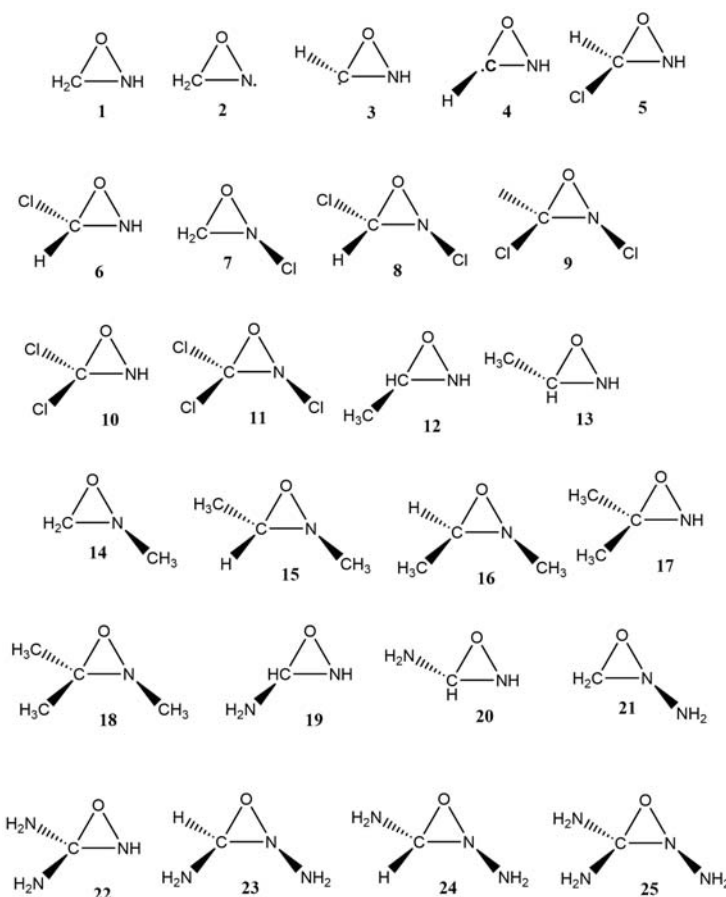 O O H O O H O
H₂C NH H₂C N. C. NH .C NH C NH
H Cl
1 2 3 4 5
Cl O O Cl O O
C NH H₂C N C N C N
H Cl H Cl Cl Cl
6 7 8 9
Cl O Cl O O H₃C O
C NH C N HC NH C NH
H
Cl Cl Cl H₃C
10 11 12 13
O H₃C O H O H₃C O
H₂C N C N C N C NH
CH₃ H CH₃ H₃C CH₃ H₃C
14 15 16 17
H₃C O O H₂N O O
C N HC NH C NH H₂C N
H
H₃C CH₃ H₂N NH₂
18 19 20 21
H₂N O H O H₂N O H₂N O
C NH C N C N C N
H₂N H₂N NH₂ H NH₂ H₂N NH₂
22 23 24 25